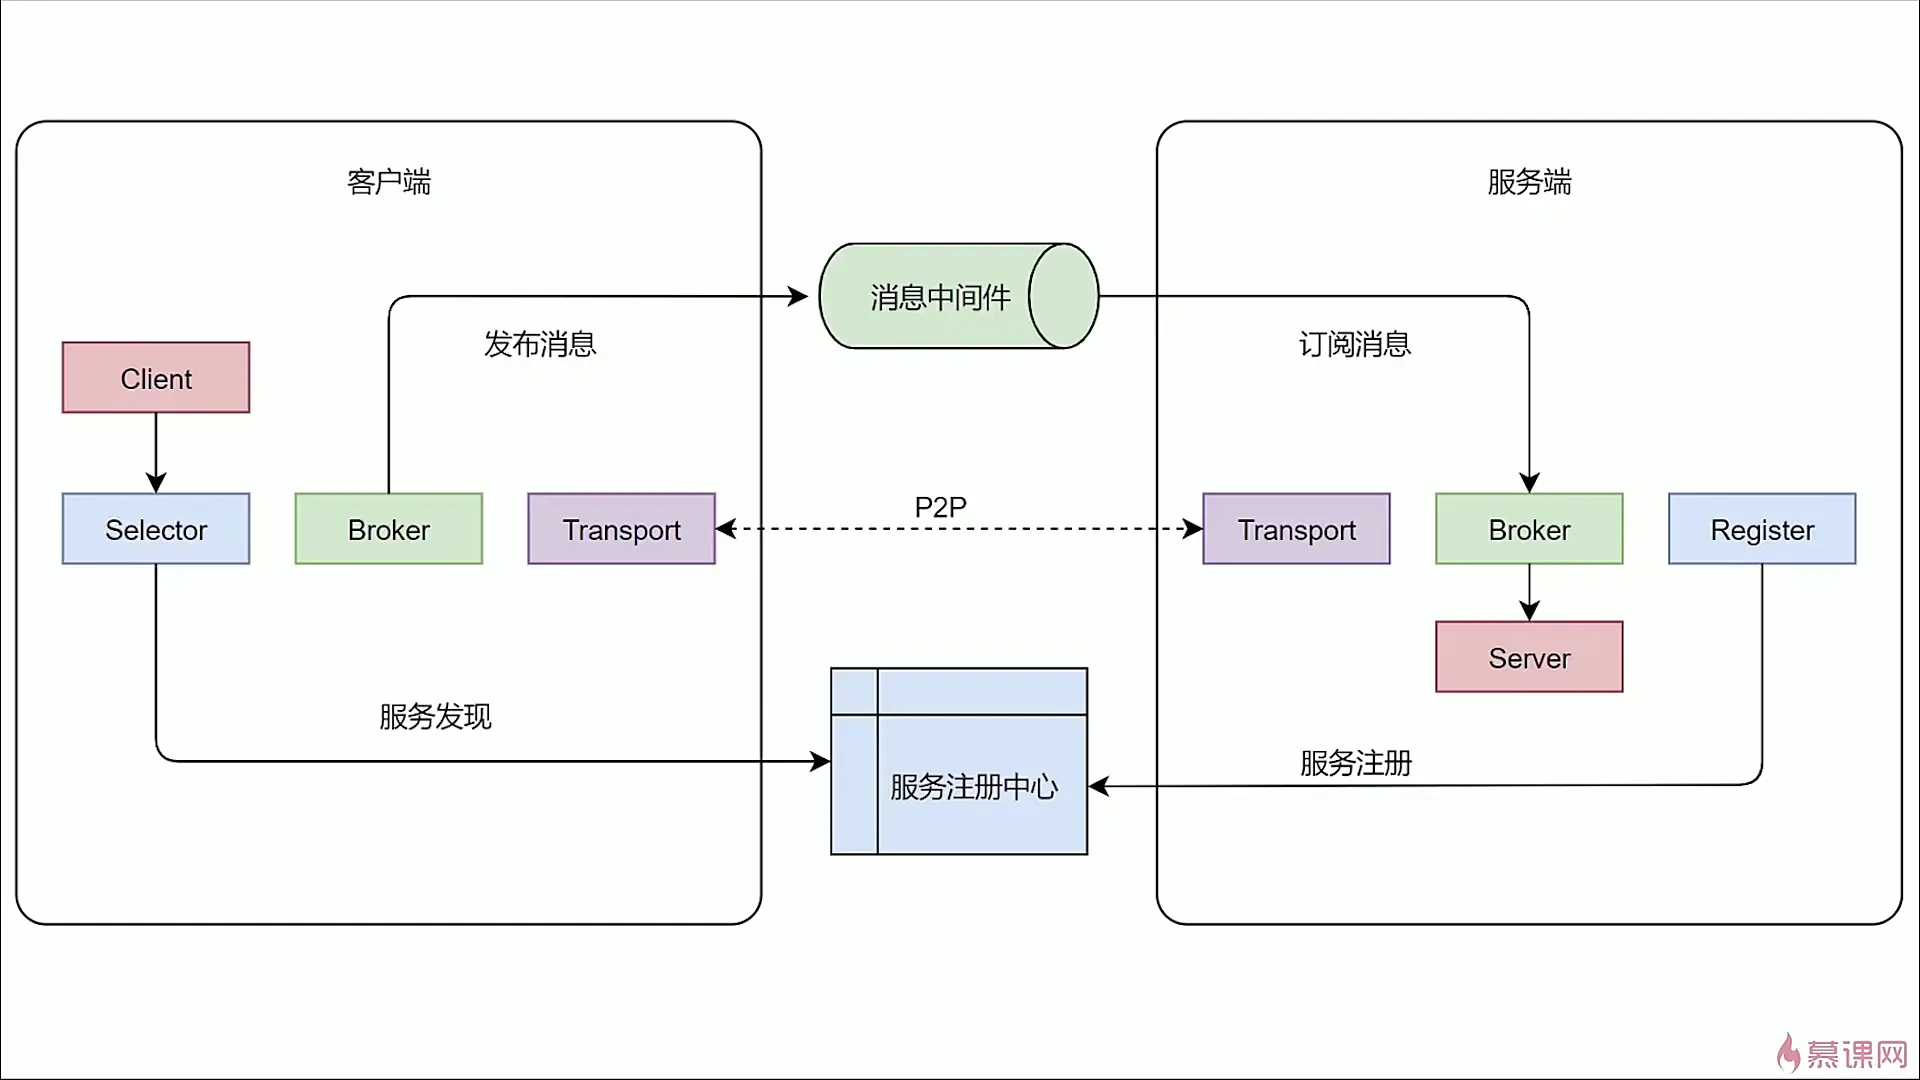 客户端
服务端
消息中间件
发布消息
订阅消息
Client
P2P
Selector
Broker
Transport
Transport
Broker
Register
Server
服务发现
服务注册
服务注册中心
慕课网